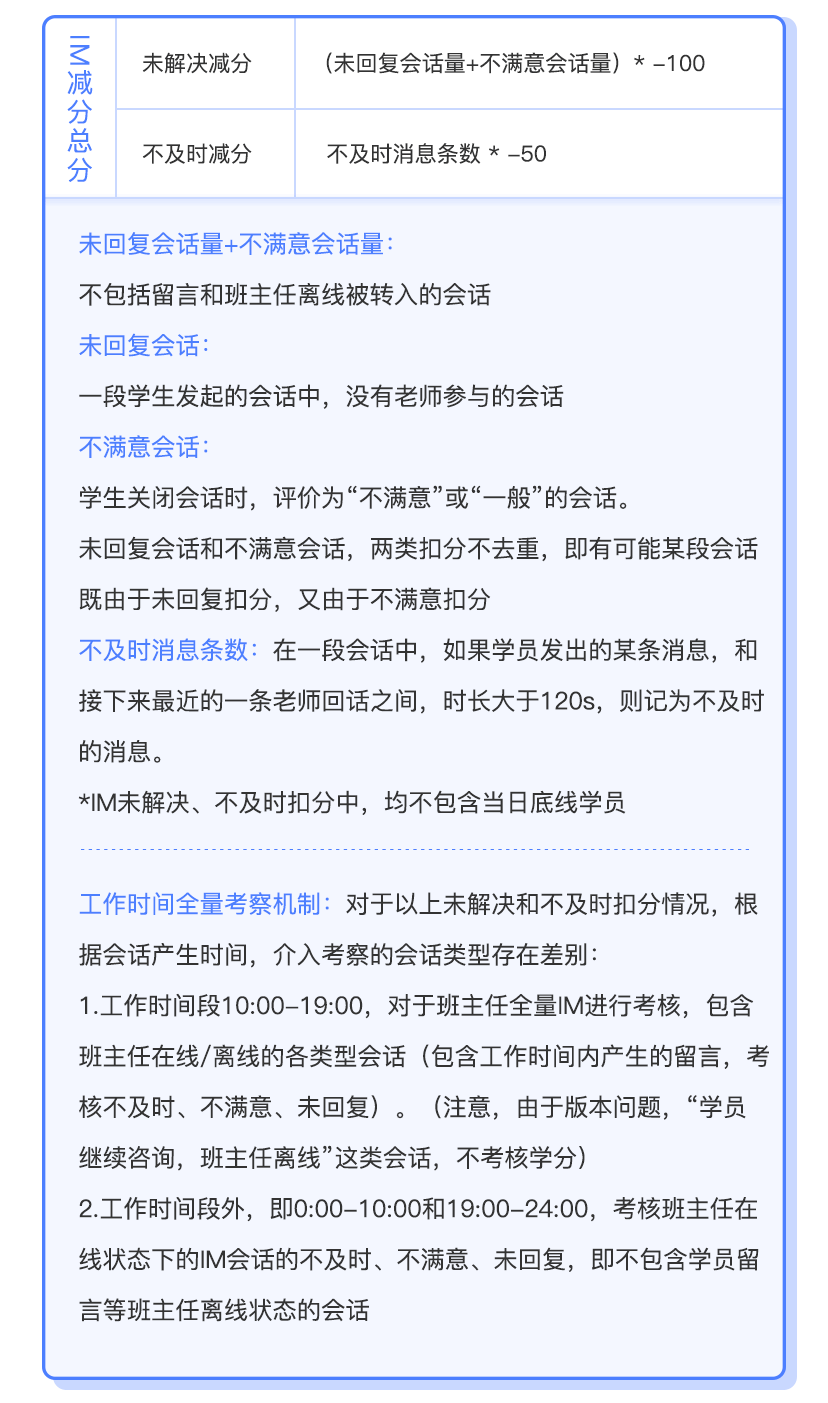 IM减分总分
未解决减分
（未回复会话量+不满意会话量）* -100
不及时减分
不及时消息条数 * -50
未回复会话量+不满意会话量：
不包括留言和班主任离线被转入的会话
未回复会话：
一段学生发起的会话中，没有老师参与的会话
不满意会话：
学生关闭会话时，评价为“不满意”或“一般”的会话。
未回复会话和不满意会话，两类扣分不去重，即有可能某段会话
既由于未回复扣分，又由于不满意扣分
不及时消息条数：在一段会话中，如果学员发出的某条消息，和
接下来最近的一条老师回话之间，时长大于120s，则记为不及时
的消息。
*IM未解决、不及时扣分中，均不包含当日底线学员
工作时间全量考察机制：对于以上未解决和不及时扣分情况，根
据会话产生时间，介入考察的会话类型存在差别：
1.工作时间段10:00-19:00，对于班主任全量IM进行考核，包含
班主任在线/离线的各类型会话（包含工作时间内产生的留言，考
核不及时、不满意、未回复）。（注意，由于版本问题，“学员
继续咨询，班主任离线”这类会话，不考核学分）
2.工作时间段外，即0:00-10:00和19:00-24:00，考核班主任在
线状态下的IM会话的不及时、不满意、未回复，即不包含学员留
言等班主任离线状态的会话